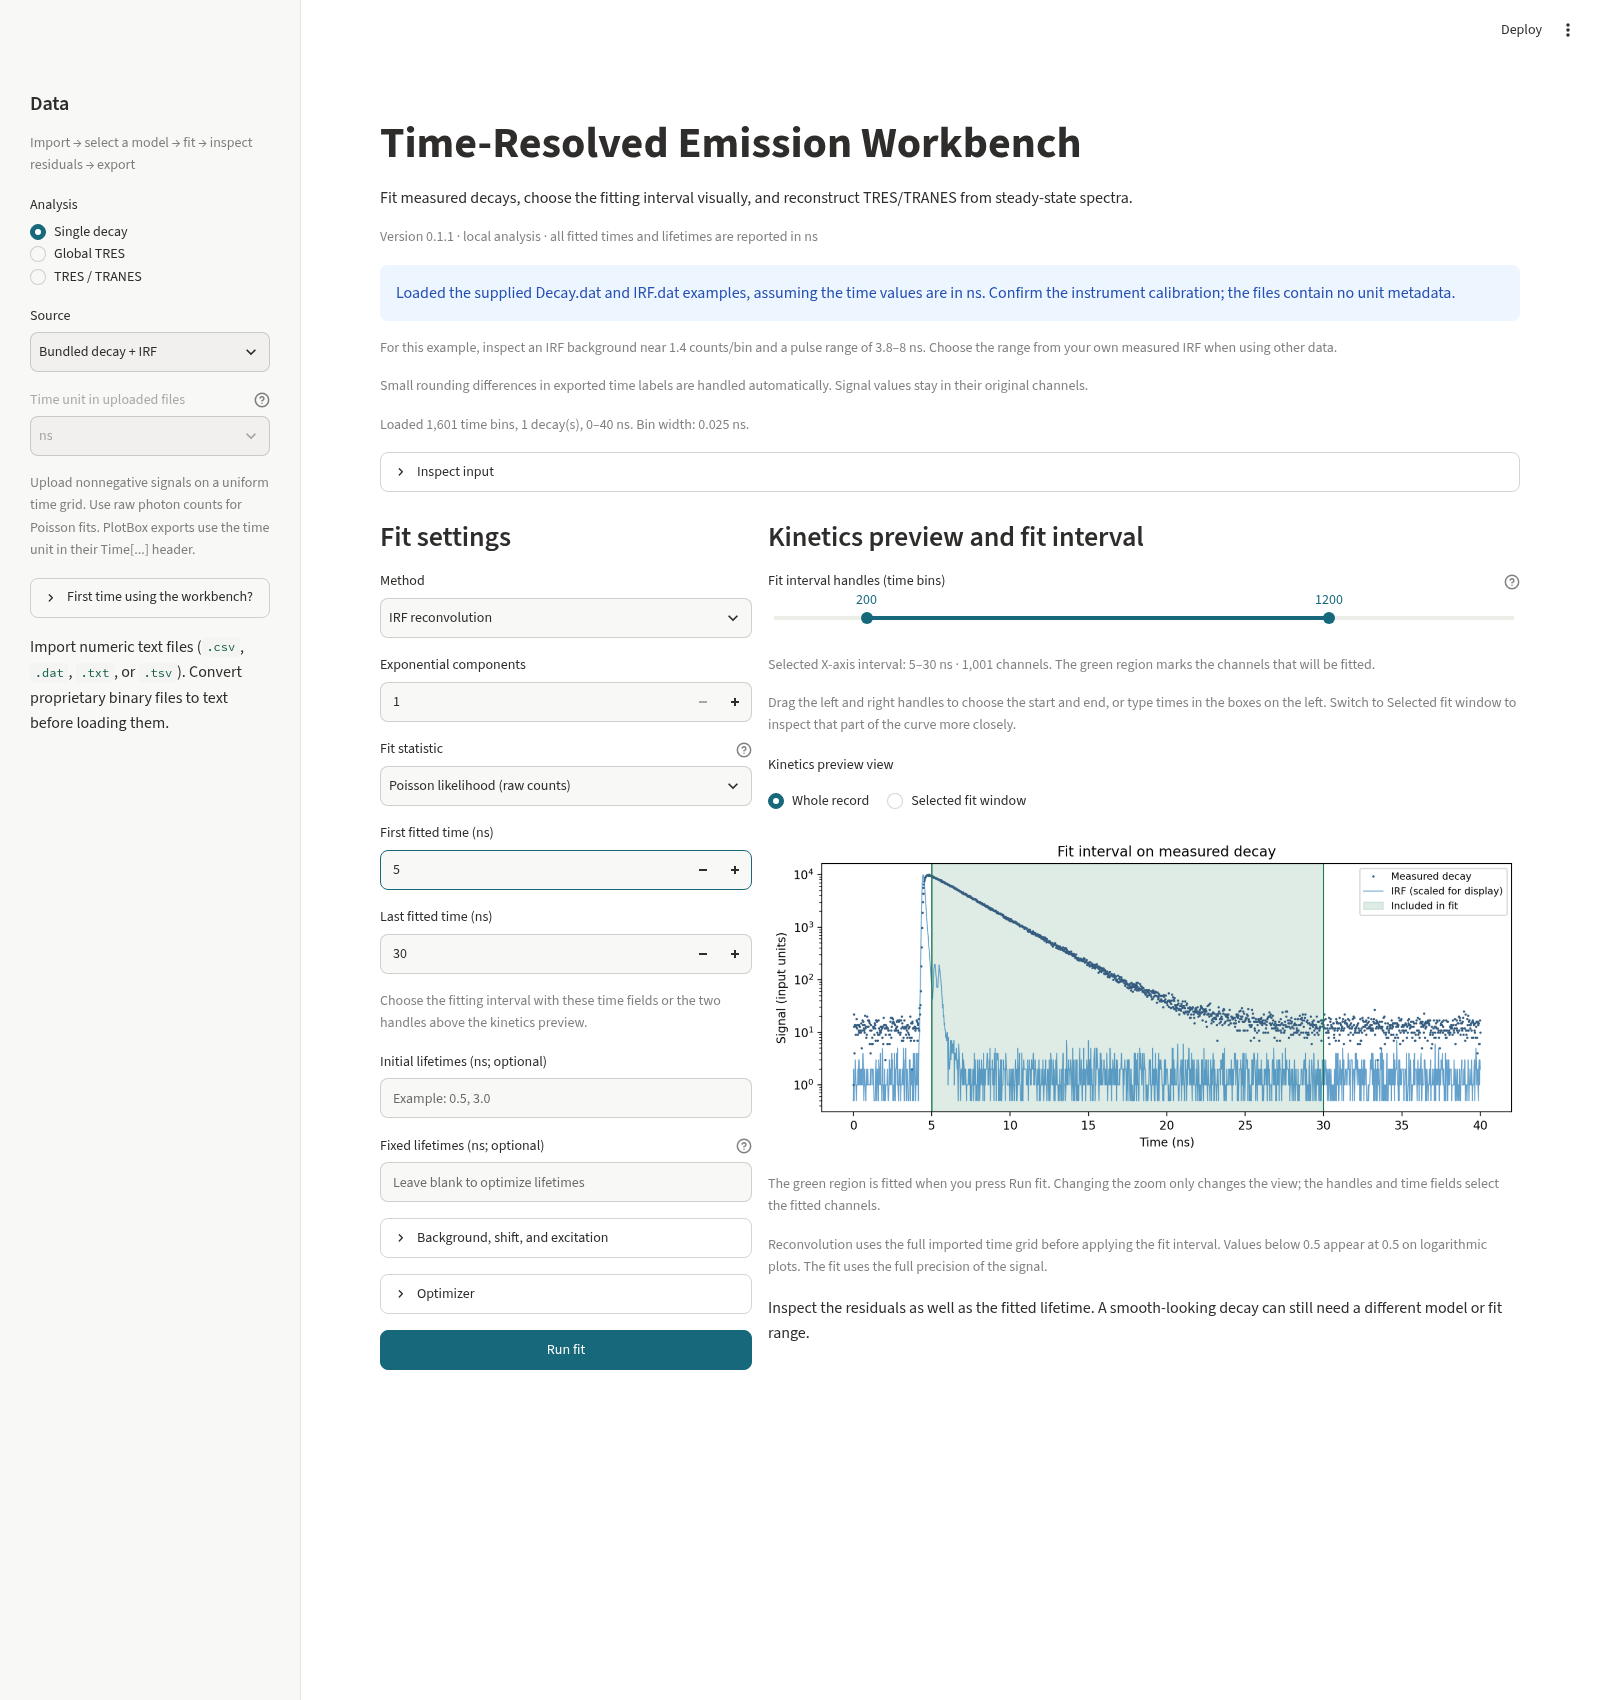 Deploy
Data
Import → select a model → fit → inspect
residuals → export
Analysis
Single decay
Global TRES
TRES / TRANES
Source
Bundled decay + IRF
Time unit in uploaded files
ns
Upload nonnegative signals on a uniform
time grid. Use raw photon counts for
Poisson fits. PlotBox exports use the time
unit in their Time[...] header.
First time using the workbench?
Import numeric text files ( .csv ,
.dat , .txt , or .tsv ). Convert
proprietary binary files to text
before loading them.
Time-Resolved Emission Workbench
Fit measured decays, choose the fitting interval visually, and reconstruct TRES/TRANES from steady-state spectra.
Version 0.1.1 · local analysis · all fitted times and lifetimes are reported in ns
Loaded the supplied Decay.dat and IRF.dat examples, assuming the time values are in ns. Confirm the instrument calibration; the files contain no unit metadata.
For this example, inspect an IRF background near 1.4 counts/bin and a pulse range of 3.8–8 ns. Choose the range from your own measured IRF when using other data.
Small rounding differences in exported time labels are handled automatically. Signal values stay in their original channels.
Loaded 1,601 time bins, 1 decay(s), 0–40 ns. Bin width: 0.025 ns.
Inspect input
Fit settings
Method
IRF reconvolution
Exponential components
1
Fit statistic
Poisson likelihood (raw counts)
First fitted time (ns)
5
Last fitted time (ns)
30
Choose the fitting interval with these time fields or the two
handles above the kinetics preview.
Initial lifetimes (ns; optional)
Example: 0.5, 3.0
Fixed lifetimes (ns; optional)
Leave blank to optimize lifetimes
Background, shift, and excitation
Optimizer
Run fit
Kinetics preview and fit interval
Fit interval handles (time bins)
200 1200
Selected X-axis interval: 5–30 ns · 1,001 channels. The green region marks the channels that will be fitted.
Drag the left and right handles to choose the start and end, or type times in the boxes on the left. Switch to Selected fit window to
inspect that part of the curve more closely.
Kinetics preview view
Whole record Selected fit window
Fit interval on measured decay
Measured decay
IRF (scaled for display)
Included in fit
Signal (input units)
10⁴
10³
10²
10¹
10⁰
0 5 10 15 20 25 30 35 40
Time (ns)
The green region is fitted when you press Run fit. Changing the zoom only changes the view; the handles and time fields select
the fitted channels.
Reconvolution uses the full imported time grid before applying the fit interval. Values below 0.5 appear at 0.5 on logarithmic
plots. The fit uses the full precision of the signal.
Inspect the residuals as well as the fitted lifetime. A smooth-looking decay can still need a different model or fit
range.